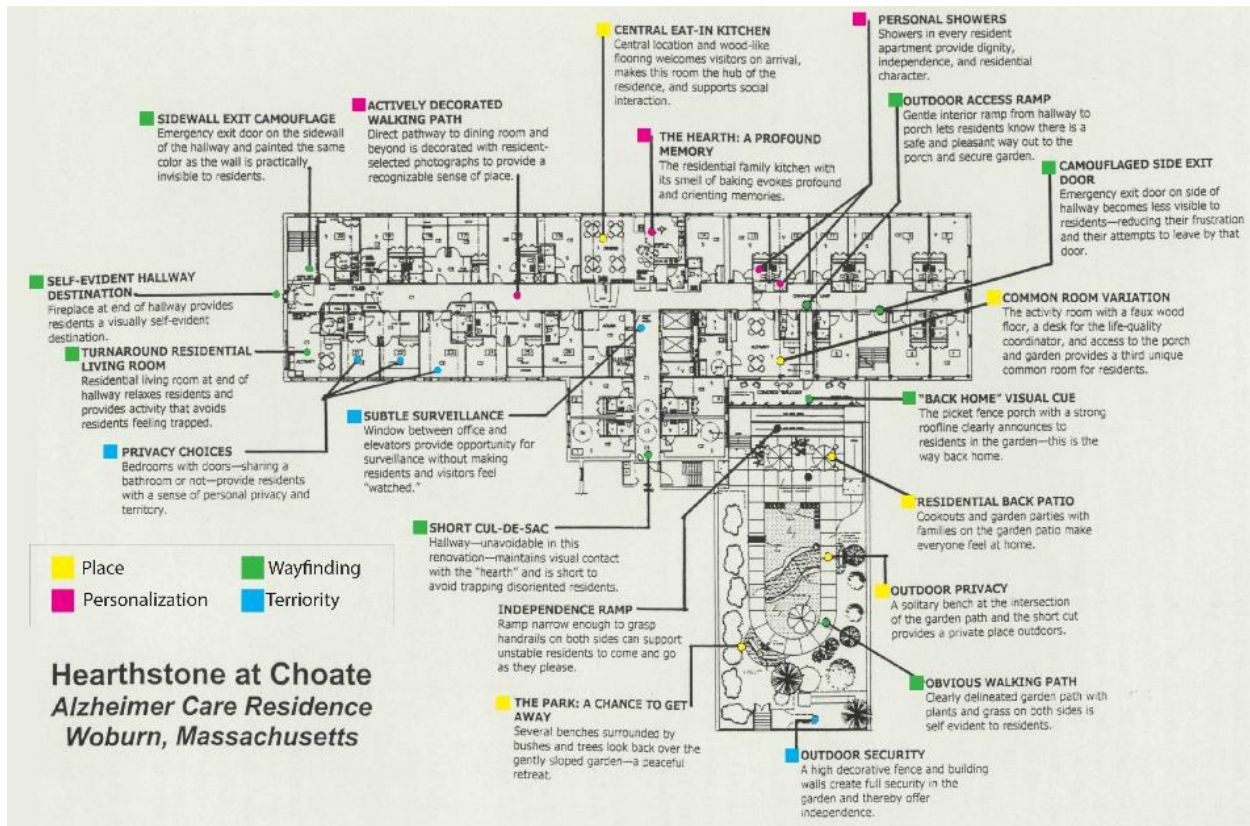 CENTRAL EAT-IN KITCHEN
Central location and wood-like
flooring welcomes visitors on arrival,
makes this room the hub of the
residence, and supports social
interaction.
PERSONAL SHOWERS
Showers in every resident
apartment provide dignity,
independence, and residential
character.
SIDEWALL EXIT CAMOUFLAGE
Emergency exit door on the sidewall
of the hallway and painted the same
color as the wall is practically
invisible to residents.
ACTIVELY DECORATED
WALKING PATH
Direct pathway to dining room and
beyond is decorated with resident-
selected photographs to provide a
recognizable sense of place.
THE HEARTH: A PROFOUND
MEMORY
The residential family kitchen with
its smell of baking evokes profound
and orienting memories.
OUTDOOR ACCESS RAMP
Gentle interior ramp from hallway to
porch lets residents know there is a
safe and pleasant way out to the
porch and secure garden.
CAMOUFLAGED SIDE EXIT
DOOR
Emergency exit door on side of
hallway becomes less visible to
residents—reducing their frustration
and their attempts to leave by that
door.
SELF-EVIDENT HALLWAY
DESTINATION
Fireplace at end of hallway provides
residents a visually self-evident
destination.
COMMON ROOM VARIATION
The activity room with a faux wood
floor, a desk for the life-quality
coordinator, and access to the porch
and garden provides a third unique
common room for residents.
TURNAROUND RESIDENTIAL
LIVING ROOM
Residential living room at end of
hallway relaxes residents and
provides activity that avoids
residents feeling trapped.
"BACK HOME" VISUAL CUE
The picket fence porch with a strong
roofline clearly announces to
residents in the garden—this is the
way back home.
SUBTLE SURVEILLANCE
Window between office and
elevators provide opportunity for
surveillance without making
residents and visitors feel
"watched."
PRIVACY CHOICES
Bedrooms with doors—sharing a
bathroom or not—provide residents
with a sense of personal privacy and
territory.
RESIDENTIAL BACK PATIO
Cookouts and garden parties with
families on the garden patio make
everyone feel at home.
SHORT CUL-DE-SAC
Hallway—unavoidable in this
renovation—maintains visual contact
with the "hearth" and is short to
avoid trapping disoriented residents.
Place
Wayfinding
Personalization
Terriority
OUTDOOR PRIVACY
A solitary bench at the intersection
of the garden path and the short cut
provides a private place outdoors.
INDEPENDENCE RAMP
Ramp narrow enough to grasp
handrails on both sides can support
unstable residents to come and go
as they please.
Hearthstone at Choate
Alzheimer Care Residence
Woburn, Massachusetts
OBVIOUS WALKING PATH
Clearly delineated garden path with
plants and grass on both sides is
self evident to residents.
THE PARK: A CHANCE TO GET
AWAY
Several benches surrounded by
bushes and trees look back over the
gently sloped garden—a peaceful
retreat.
OUTDOOR SECURITY
A high decorative fence and building
walls create full security in the
garden and thereby offer
independence.